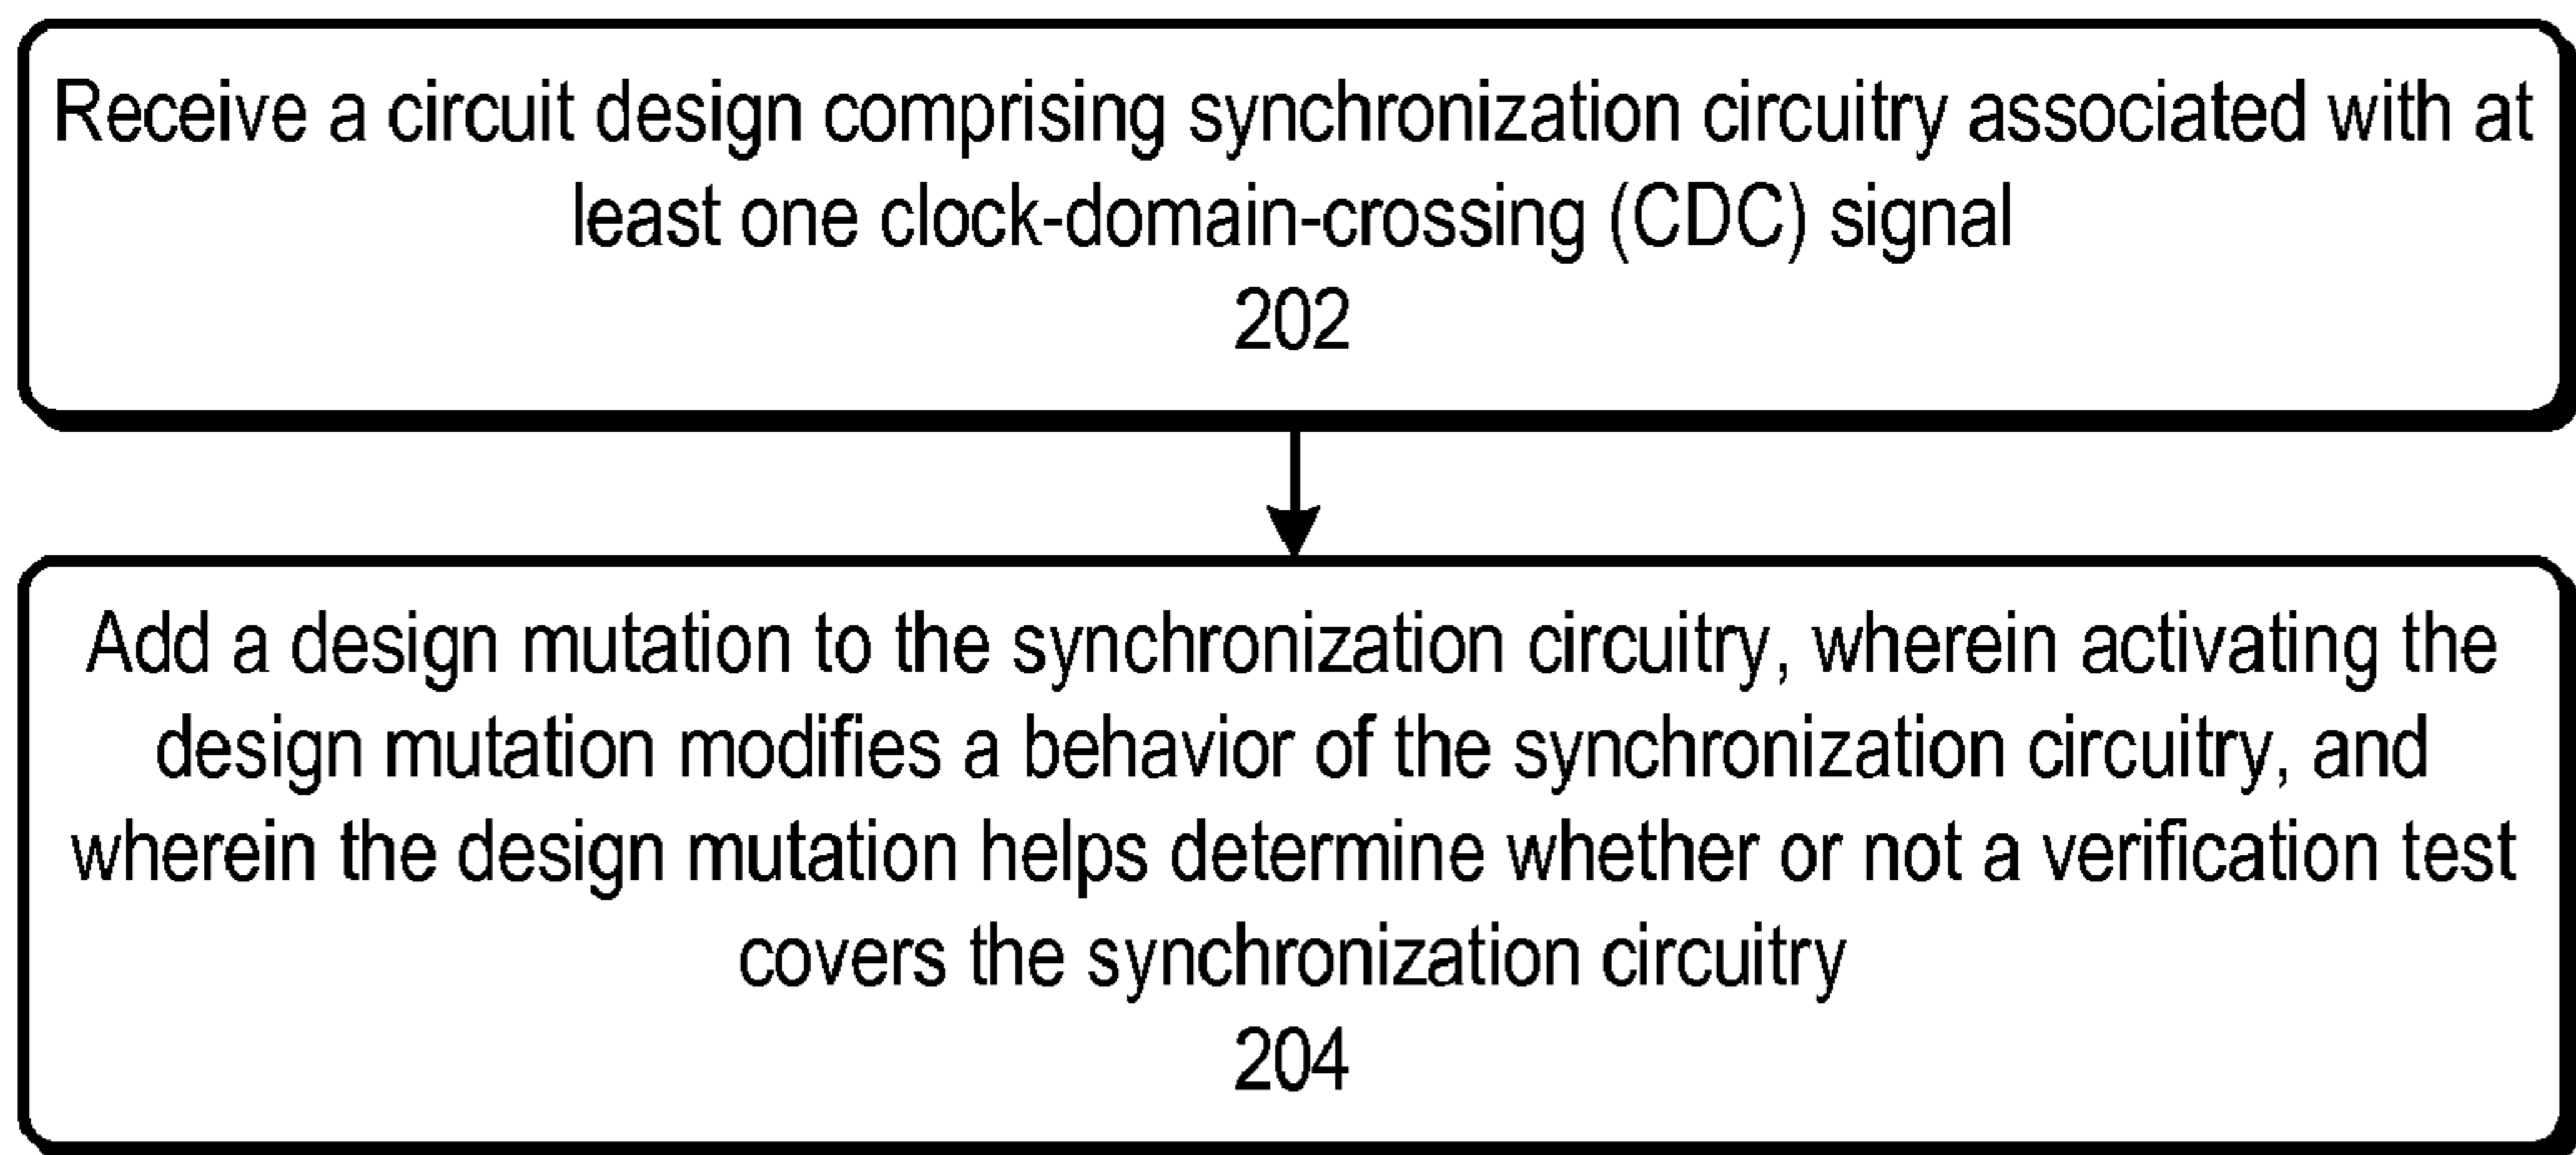 Receive a circuit design comprising synchronization circuitry associated with at
least one clock-domain-crossing (CDC) signal
202
Add a design mutation to the synchronization circuitry, wherein activating the
design mutation modifies a behavior of the synchronization circuitry, and
wherein the design mutation helps determine whether or not a verification test
covers the synchronization circuitry
204